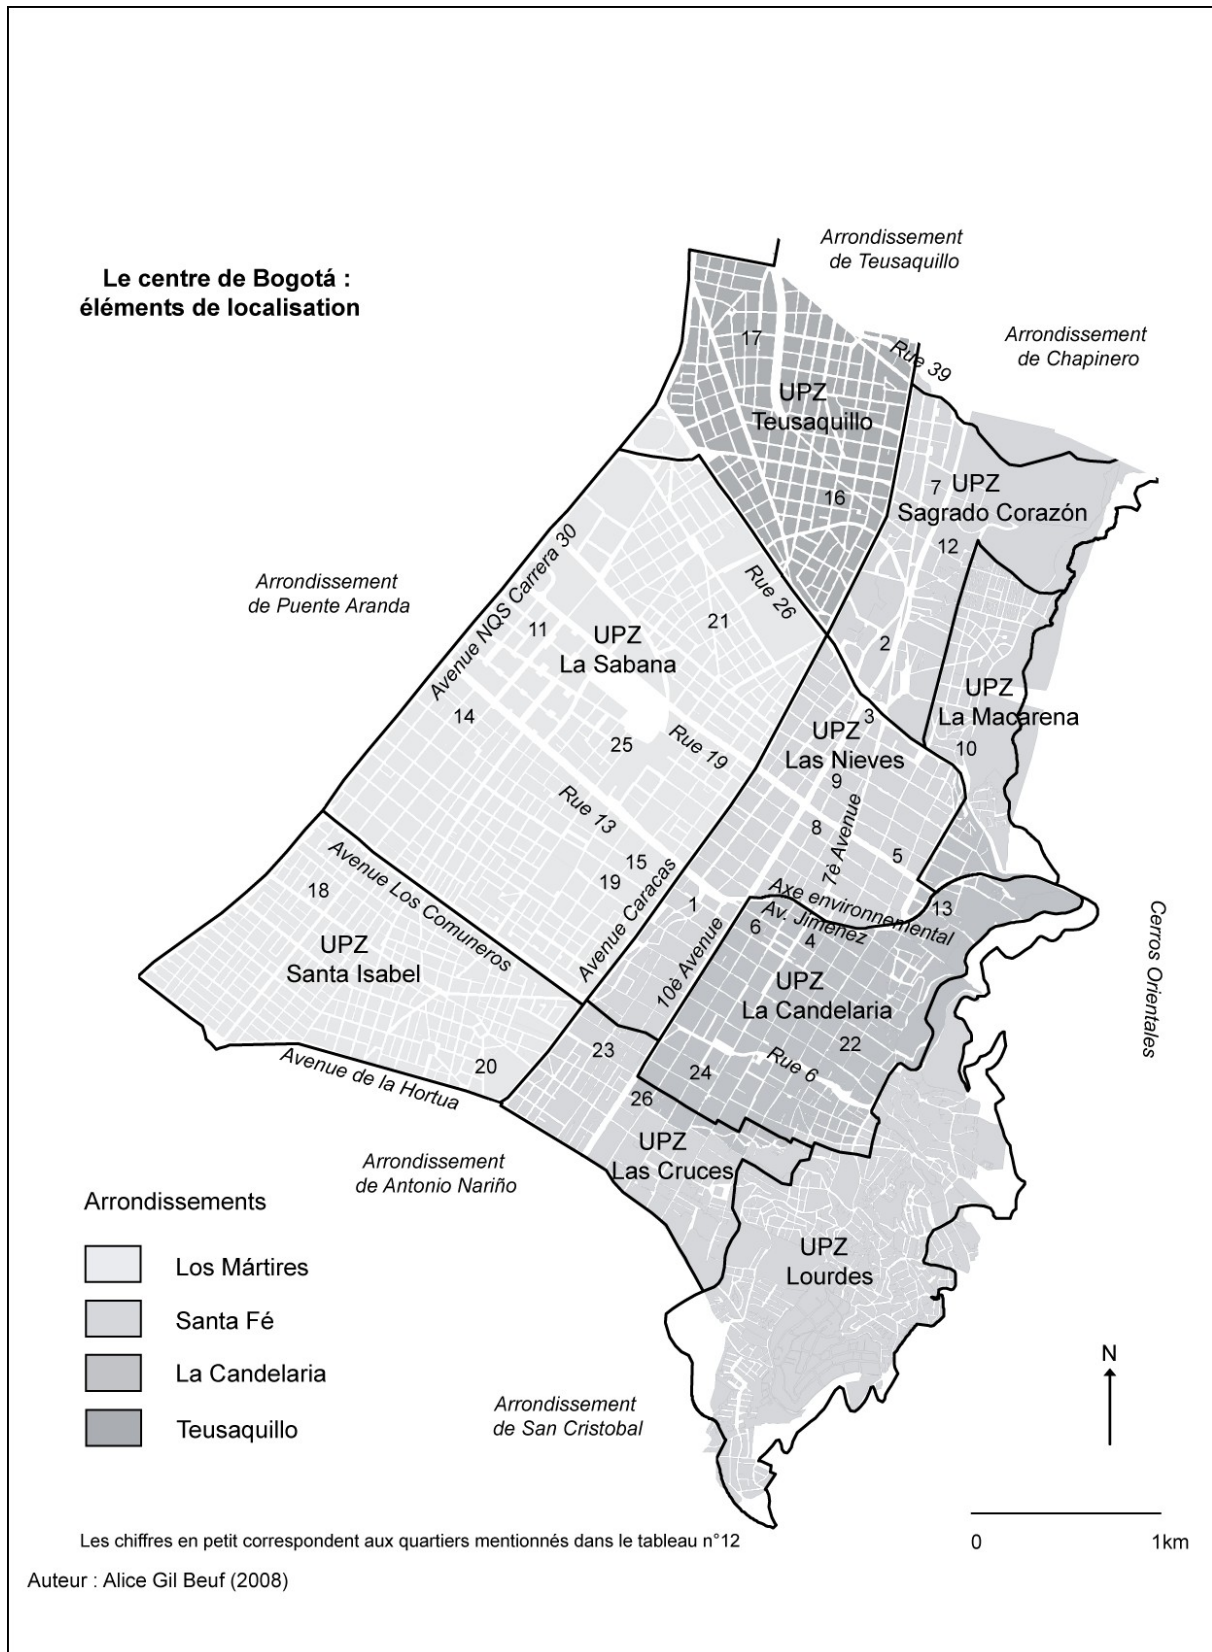 Le centre de Bogotá :
éléments de localisation
Arrondissement
de Teusaquillo
Arrondissement
de Chapinero
Rue 39
17
UPZ
Teusaquillo
16
7
UPZ
Sagrado Corazón
12
Avenue NQS Carrera 30
Arrondissement
de Puente Aranda
Rue 26
11
UPZ
La Sabana
21
2
UPZ
La Macarena
10
14
25
Rue 19
3
UPZ
Las Nieves
9
Rue 13
8
7è Avenue
5
15
19
Avenue Caracas
1
Axe environnemental
Av. Jiménez
13
6
4
10è Avenue
Avenue Los Comuneros
18
UPZ
Santa Isabel
20
Avenue de la Hortua
UPZ
La Candelaria
22
Rue 6
24
23
26
Cerros Orientales
UPZ
Las Cruces
Arrondissement
de Antonio Nariño
UPZ
Lourdes
Arrondissement
de San Cristobal
Arrondissements
Los Mártires
Santa Fé
La Candelaria
Teusaquillo
N
0
1km
Les chiffres en petit correspondent aux quartiers mentionnés dans le tableau n°12
Auteur : Alice Gil Beuf (2008)